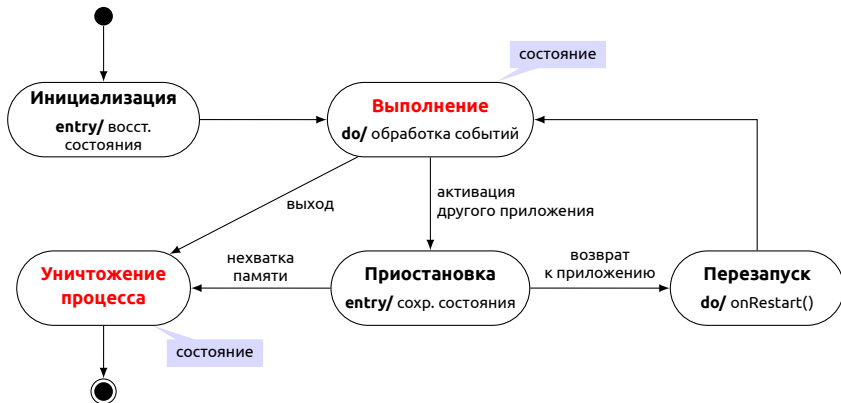 состояние
Инициализация
entry/ восст.
состояния
Выполнение
do/ обработка событий
выход
активация
другого приложения
Уничтожение
процесса
нехватка
памяти
Приостановка
entry/ сохр. состояния
возврат
к приложению
Перезапуск
do/ onRestart()
состояние